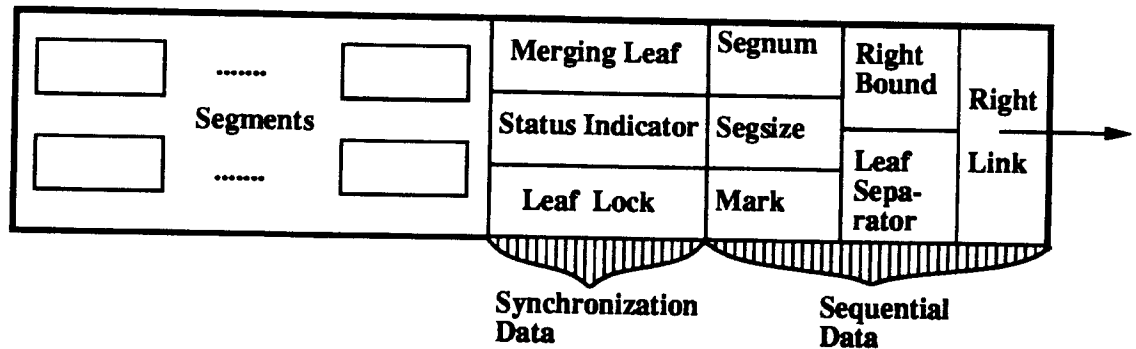 .......
Segments
.......
Merging Leaf
Status Indicator
Leaf Lock
Segnum
Segsize
Mark
Right
Bound
Leaf
Sepa-
rator
Right
Link
Synchronization
Data
Sequential
Data